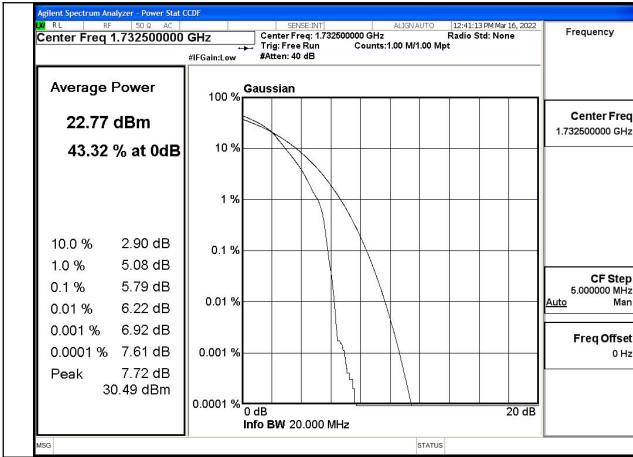 Agilent Spectrum Analyzer - Power Stat CCDF
RL RF 50 Ω AC SENSE:INT ALIGNAUTO 12:41:13 PM Mar 16, 2022
Center Freq 1.732500000 GHz
Center Freq: 1.732500000 GHz Radio Std: None
Trig: Free Run Counts:1.00 M/1.00 Mpt
#IFGain:Low #Atten: 40 dB
Frequency
Average Power
22.77 dBm
43.32 % at 0dB
10.0 % 2.90 dB
1.0 % 5.08 dB
0.1 % 5.79 dB
0.01 % 6.22 dB
0.001 % 6.92 dB
0.0001 % 7.61 dB
Peak 7.72 dB
30.49 dBm
Gaussian
100 %
10 %
1 %
0.1 %
0.01 %
0.001 %
0.0001 %
0 dB 20 dB
Info BW 20.000 MHz
Center Freq
1.732500000 GHz
CF Step
5.000000 MHz
Auto Man
Freq Offset
0 Hz
MSG STATUS